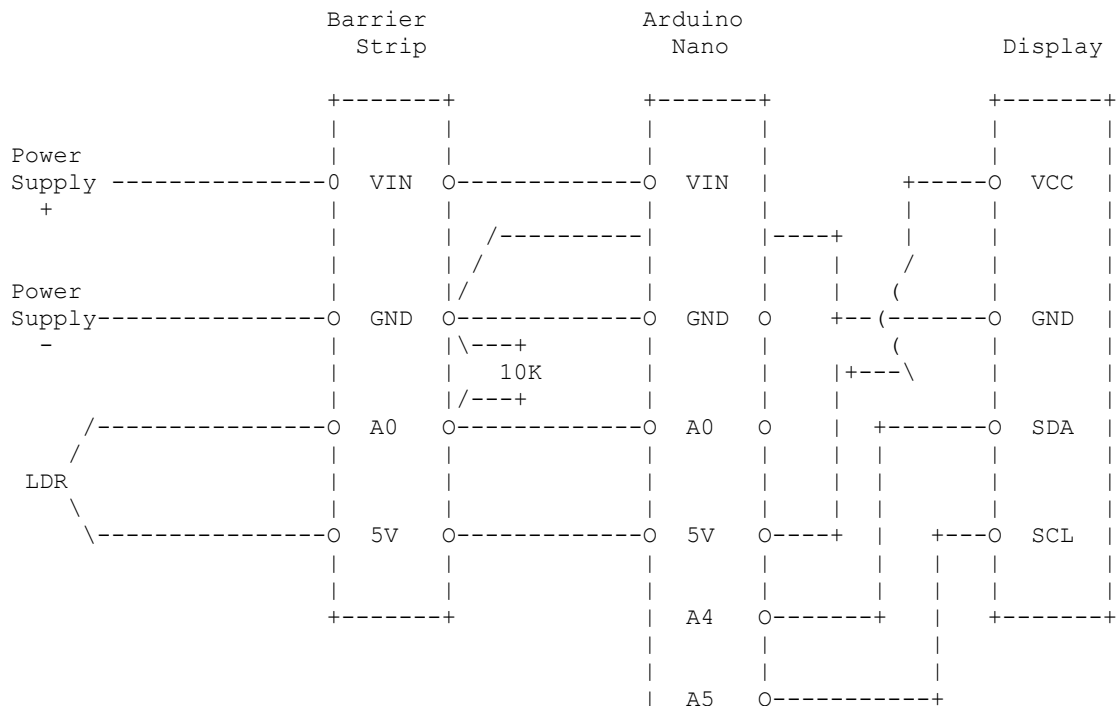 Barrier Arduino
Strip Nano Display
Power
Supply VIN VIN VCC
+
Power
Supply GND GND GND
-
10K
A0 A0 SDA
LDR
5V 5V SCL
A4
A5